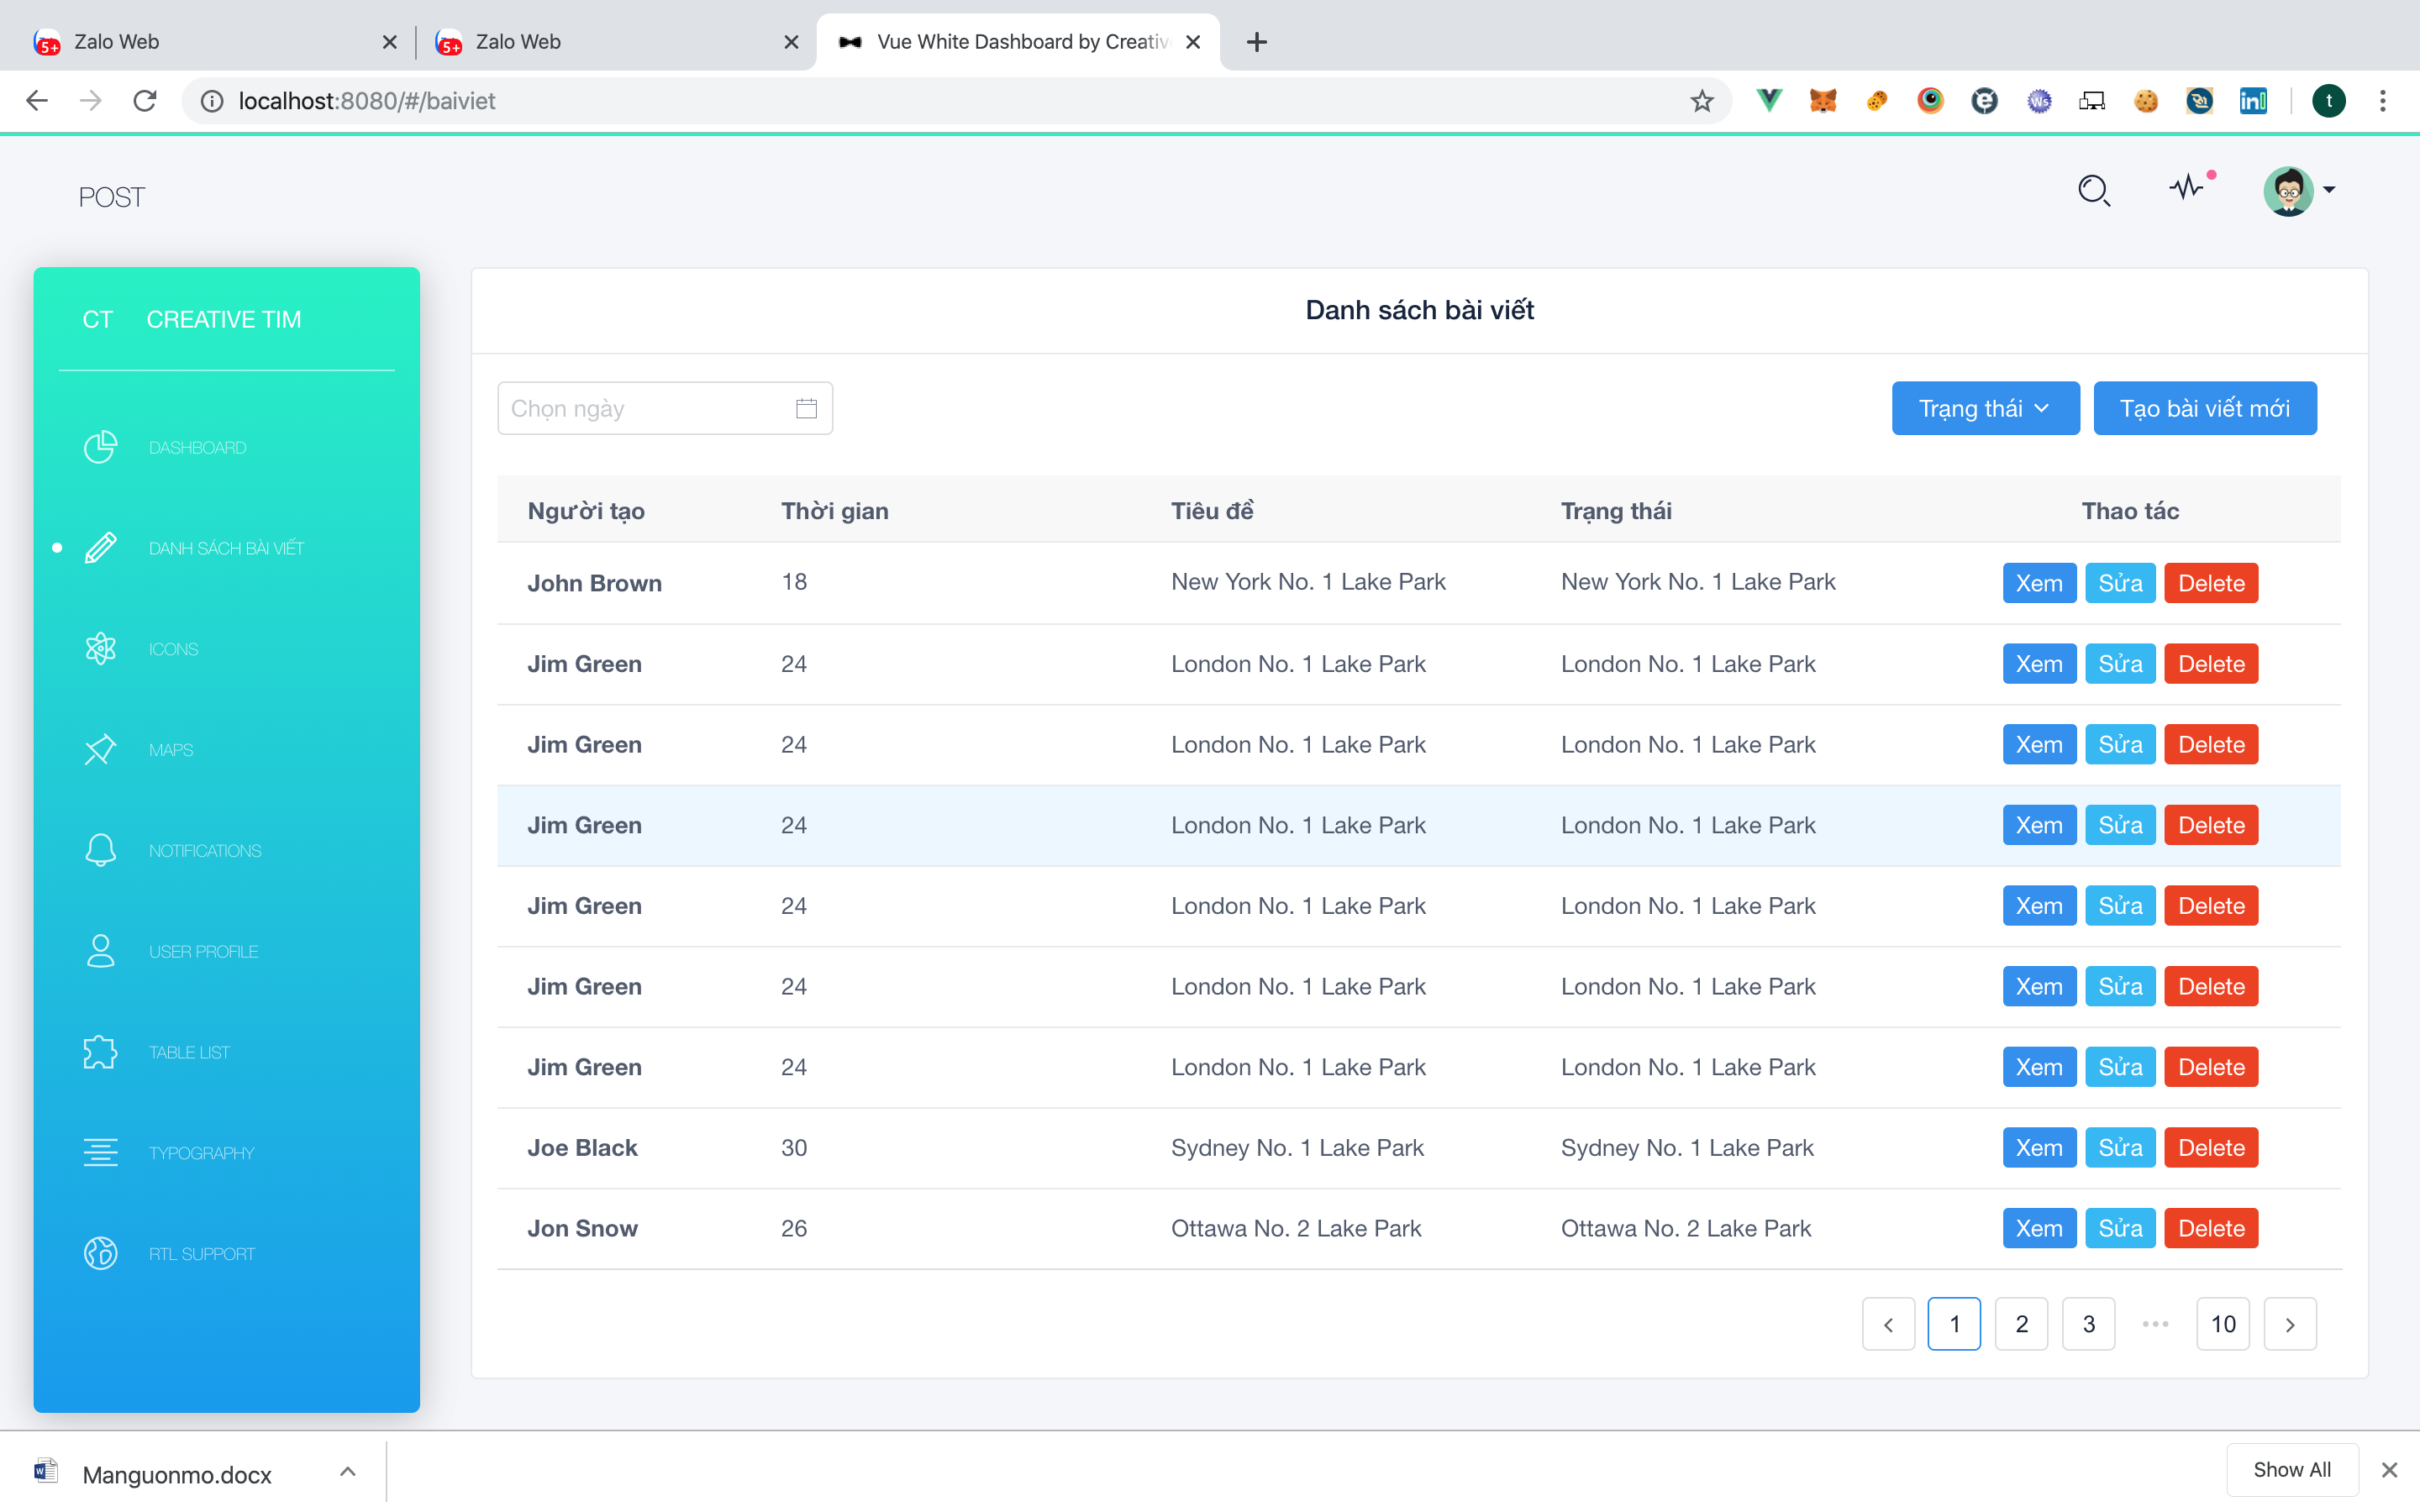 5+ Zalo Web 5+ Zalo Web Vue White Dashboard by Creative
localhost:8080/#/baiviet
t
POST
CT CREATIVE TIM
DASHBOARD
DANH SÁCH BÀI VIẾT
ICONS
MAPS
NOTIFICATIONS
USER PROFILE
TABLE LIST
TYPOGRAPHY
RTL SUPPORT
Danh sách bài viết
Chọn ngày Trạng thái Tạo bài viết mới
Người tạo Thời gian Tiêu đề Trạng thái Thao tác
John Brown 18 New York No. 1 Lake Park New York No. 1 Lake Park Xem Sửa Delete
Jim Green 24 London No. 1 Lake Park London No. 1 Lake Park Xem Sửa Delete
Jim Green 24 London No. 1 Lake Park London No. 1 Lake Park Xem Sửa Delete
Jim Green 24 London No. 1 Lake Park London No. 1 Lake Park Xem Sửa Delete
Jim Green 24 London No. 1 Lake Park London No. 1 Lake Park Xem Sửa Delete
Jim Green 24 London No. 1 Lake Park London No. 1 Lake Park Xem Sửa Delete
Jim Green 24 London No. 1 Lake Park London No. 1 Lake Park Xem Sửa Delete
Joe Black 30 Sydney No. 1 Lake Park Sydney No. 1 Lake Park Xem Sửa Delete
Jon Snow 26 Ottawa No. 2 Lake Park Ottawa No. 2 Lake Park Xem Sửa Delete
1 2 3 ••• 10
Manguonmo.docx Show All